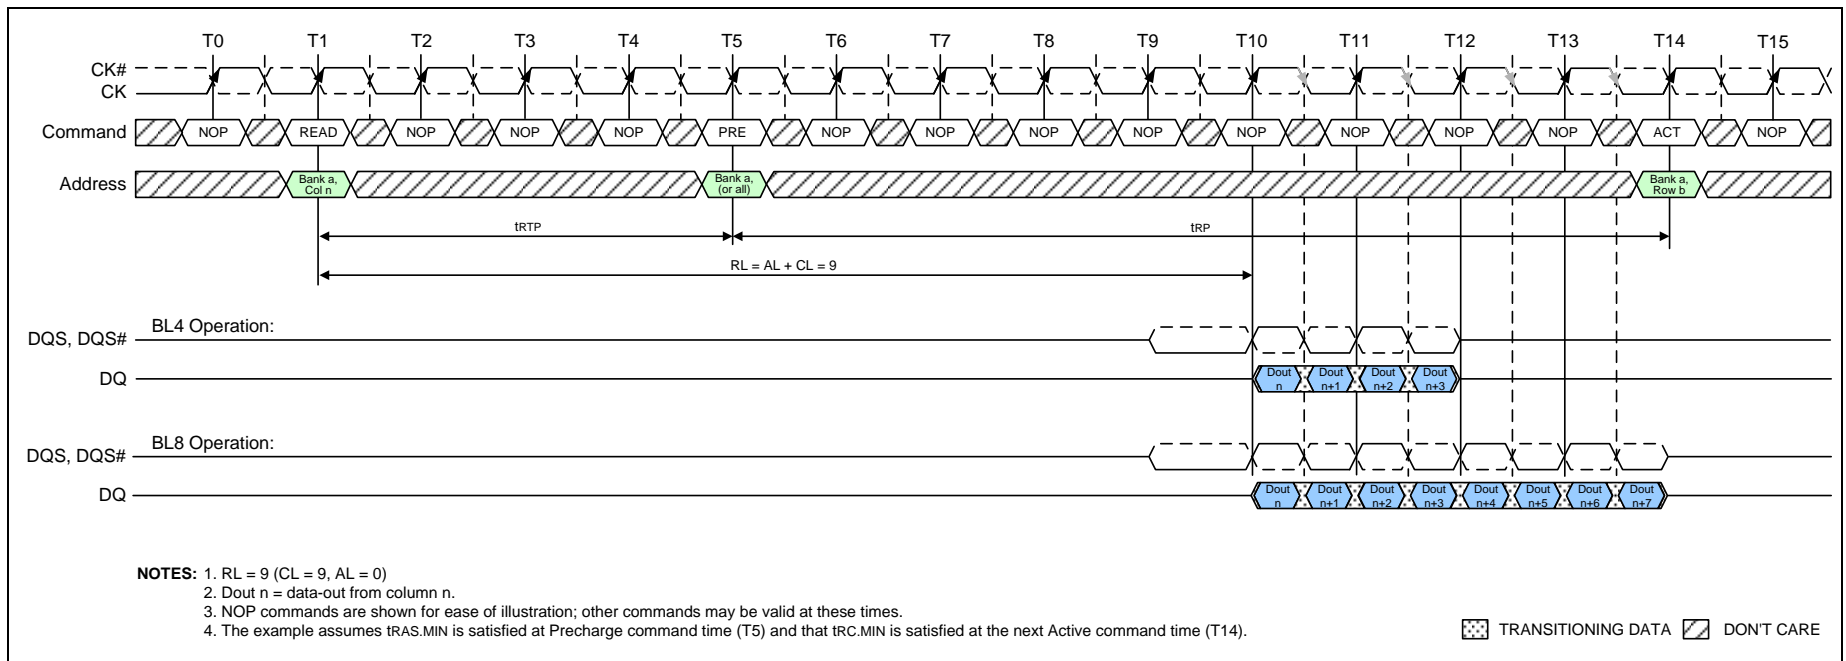 T0 T1 T2 T3 T4 T5 T6 T7 T8 T9 T10 T11 T12 T13 T14 T15
CK#
CK
Command NOP READ NOP NOP NOP PRE NOP NOP NOP NOP NOP NOP NOP NOP ACT NOP
Address Bank a, Bank a, Bank a,
Col n (or all) Row b
tRTP tRP
RL = AL + CL = 9
BL4 Operation:
DQS, DQS#
DQ Dout Dout Dout Dout
n n+1 n+2 n+3
BL8 Operation:
DQS, DQS#
DQ Dout Dout Dout Dout Dout Dout Dout Dout
n n+1 n+2 n+3 n+4 n+5 n+6 n+7
NOTES: 1. RL = 9 (CL = 9, AL = 0)
2. Dout n = data-out from column n.
3. NOP commands are shown for ease of illustration; other commands may be valid at these times.
4. The example assumes tRAS.MIN is satisfied at Precharge command time (T5) and that tRC.MIN is satisfied at the next Active command time (T14).
TRANSITIONING DATA DON'T CARE